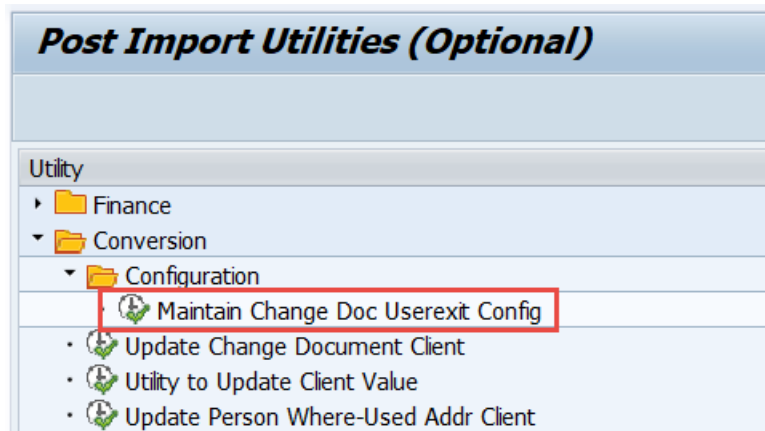 Post Import Utilities (Optional)
Utility
Finance
Conversion
Configuration
Maintain Change Doc Userexit Config
Update Change Document Client
Utility to Update Client Value
Update Person Where-Used Addr Client